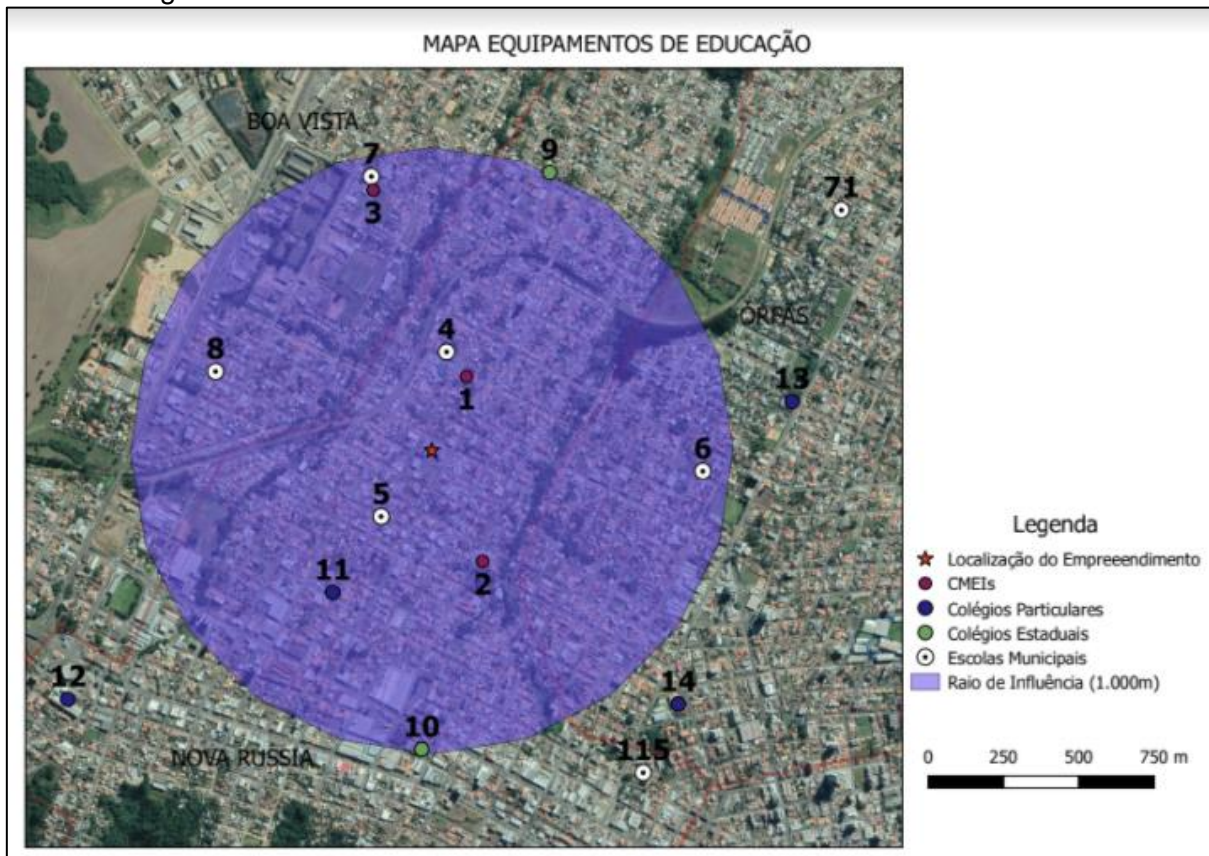 MAPA EQUIPAMENTOS DE EDUCAÇÃO
BOA VISTA
7
9
3
71
4
ÓRFÃS
8
1
13
6
5
11
2
12
14
10
NOVA RUSSIA
115
Legenda
Localização do Empreeendimento
CMEIs
Colégios Particulares
Colégios Estaduais
Escolas Municipais
Raio de Influência (1.000m)
0 250 500 750 m